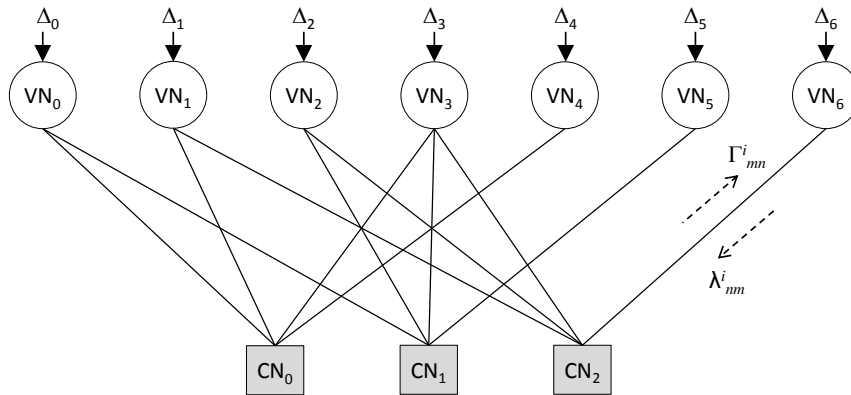 Δ₀ Δ₁ Δ₂ Δ₃ Δ₄ Δ₅ Δ₆
VN₀ VN₁ VN₂ VN₃ VN₄ VN₅ VN₆
Γⁱₘₙ
λⁱₙₘ
CN₀ CN₁ CN₂